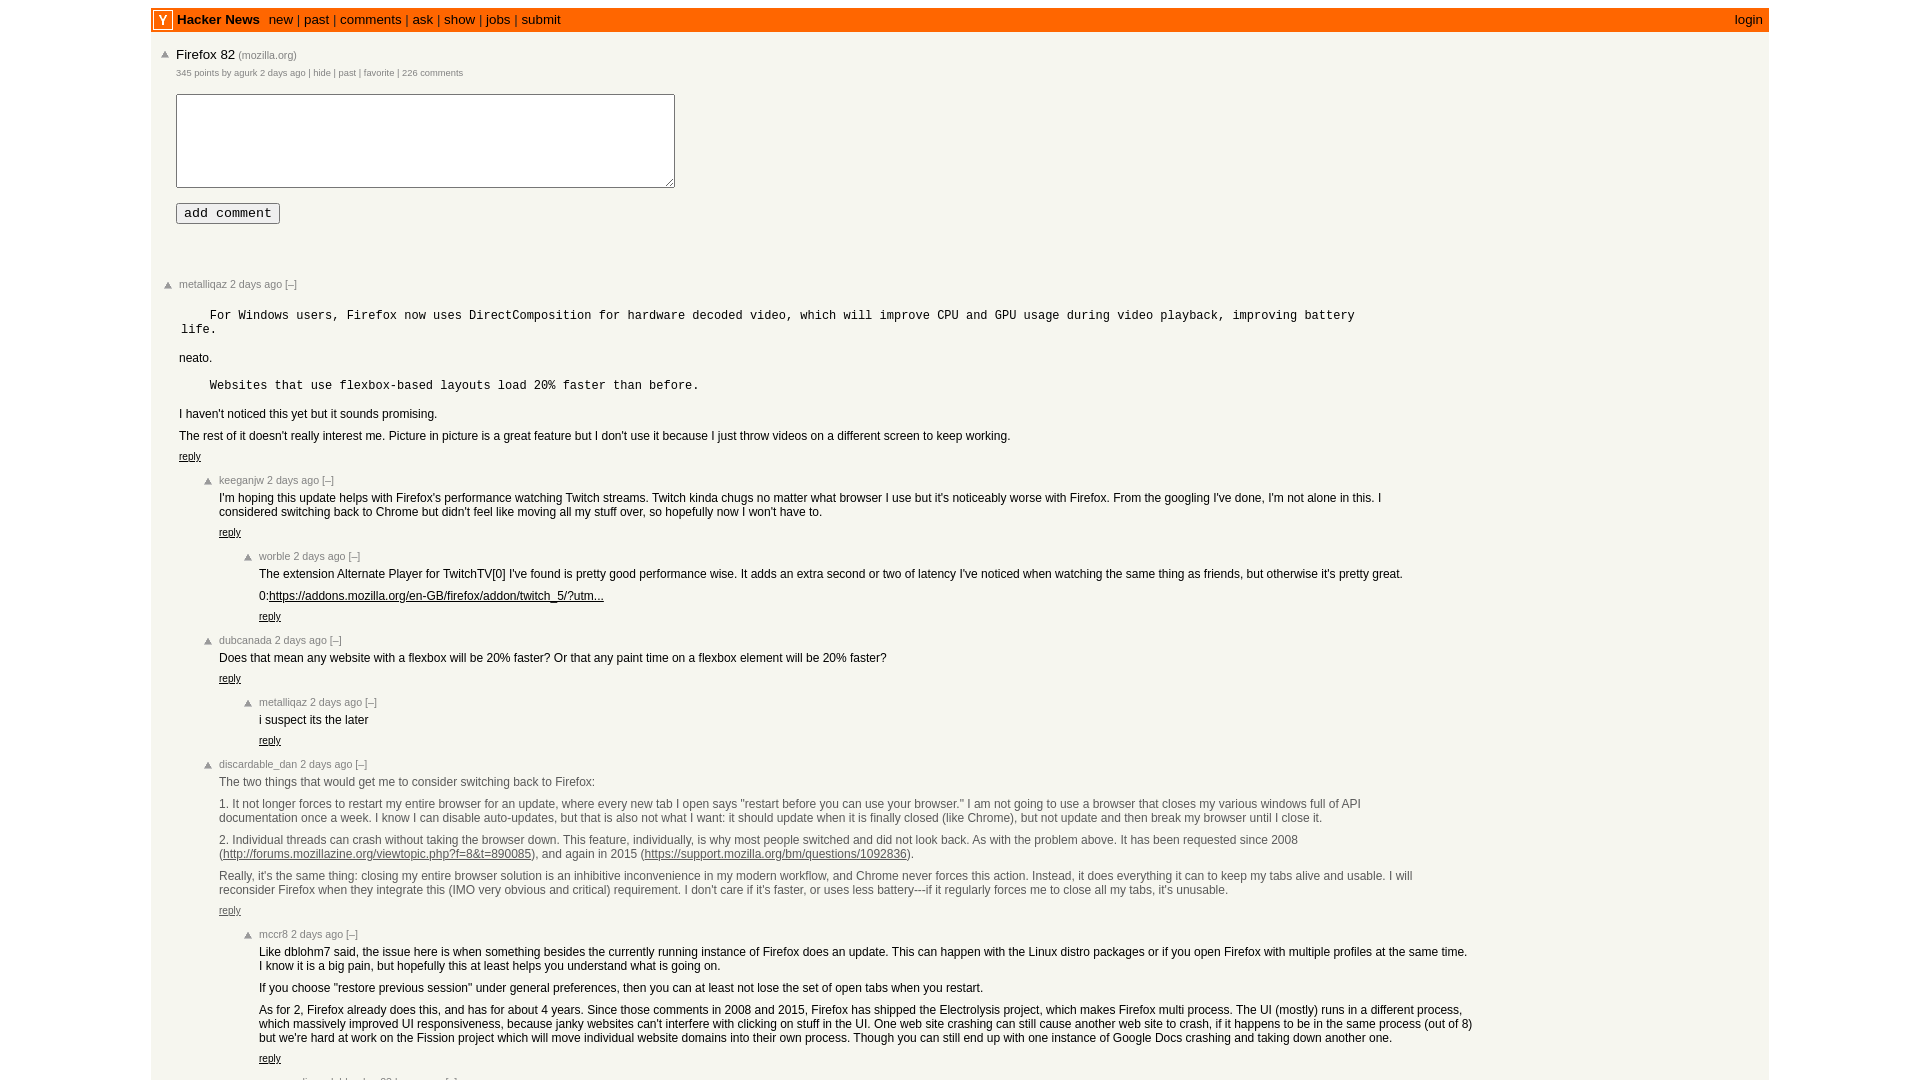 Y Hacker News new | past | comments | ask | show | jobs | submit login
Firefox 82 (mozilla.org)
345 points by agurk 2 days ago | hide | past | favorite | 226 comments
add comment
metalliqaz 2 days ago [–]
For Windows users, Firefox now uses DirectComposition for hardware decoded video, which will improve CPU and GPU usage during video playback, improving battery
life.
neato.
Websites that use flexbox-based layouts load 20% faster than before.
I haven't noticed this yet but it sounds promising.
The rest of it doesn't really interest me. Picture in picture is a great feature but I don't use it because I just throw videos on a different screen to keep working.
reply
keeganjw 2 days ago [–]
I'm hoping this update helps with Firefox's performance watching Twitch streams. Twitch kinda chugs no matter what browser I use but it's noticeably worse with Firefox. From the googling I've done, I'm not alone in this. I
considered switching back to Chrome but didn't feel like moving all my stuff over, so hopefully now I won't have to.
reply
worble 2 days ago [–]
The extension Alternate Player for TwitchTV[0] I've found is pretty good performance wise. It adds an extra second or two of latency I've noticed when watching the same thing as friends, but otherwise it's pretty great.
0:https://addons.mozilla.org/en-GB/firefox/addon/twitch_5/?utm...
reply
dubcanada 2 days ago [–]
Does that mean any website with a flexbox will be 20% faster? Or that any paint time on a flexbox element will be 20% faster?
reply
metalliqaz 2 days ago [–]
i suspect its the later
reply
discardable_dan 2 days ago [–]
The two things that would get me to consider switching back to Firefox:
1. It not longer forces to restart my entire browser for an update, where every new tab I open says "restart before you can use your browser." I am not going to use a browser that closes my various windows full of API
documentation once a week. I know I can disable auto-updates, but that is also not what I want: it should update when it is finally closed (like Chrome), but not update and then break my browser until I close it.
2. Individual threads can crash without taking the browser down. This feature, individually, is why most people switched and did not look back. As with the problem above. It has been requested since 2008
(http://forums.mozillazine.org/viewtopic.php?f=8&t=890085), and again in 2015 (https://support.mozilla.org/bm/questions/1092836).
Really, it's the same thing: closing my entire browser solution is an inhibitive inconvenience in my modern workflow, and Chrome never forces this action. Instead, it does everything it can to keep my tabs alive and usable. I will
reconsider Firefox when they integrate this (IMO very obvious and critical) requirement. I don't care if it's faster, or uses less battery---if it regularly forces me to close all my tabs, it's unusable.
reply
mccr8 2 days ago [–]
Like dblohm7 said, the issue here is when something besides the currently running instance of Firefox does an update. This can happen with the Linux distro packages or if you open Firefox with multiple profiles at the same time.
I know it is a big pain, but hopefully this at least helps you understand what is going on.
If you choose "restore previous session" under general preferences, then you can at least not lose the set of open tabs when you restart.
As for 2, Firefox already does this, and has for about 4 years. Since those comments in 2008 and 2015, Firefox has shipped the Electrolysis project, which makes Firefox multi process. The UI (mostly) runs in a different process,
which massively improved UI responsiveness, because janky websites can't interfere with clicking on stuff in the UI. One web site crashing can still cause another web site to crash, if it happens to be in the same process (out of 8)
but we're hard at work on the Fission project which will move individual website domains into their own process. Though you can still end up with one instance of Google Docs crashing and taking down another one.
reply